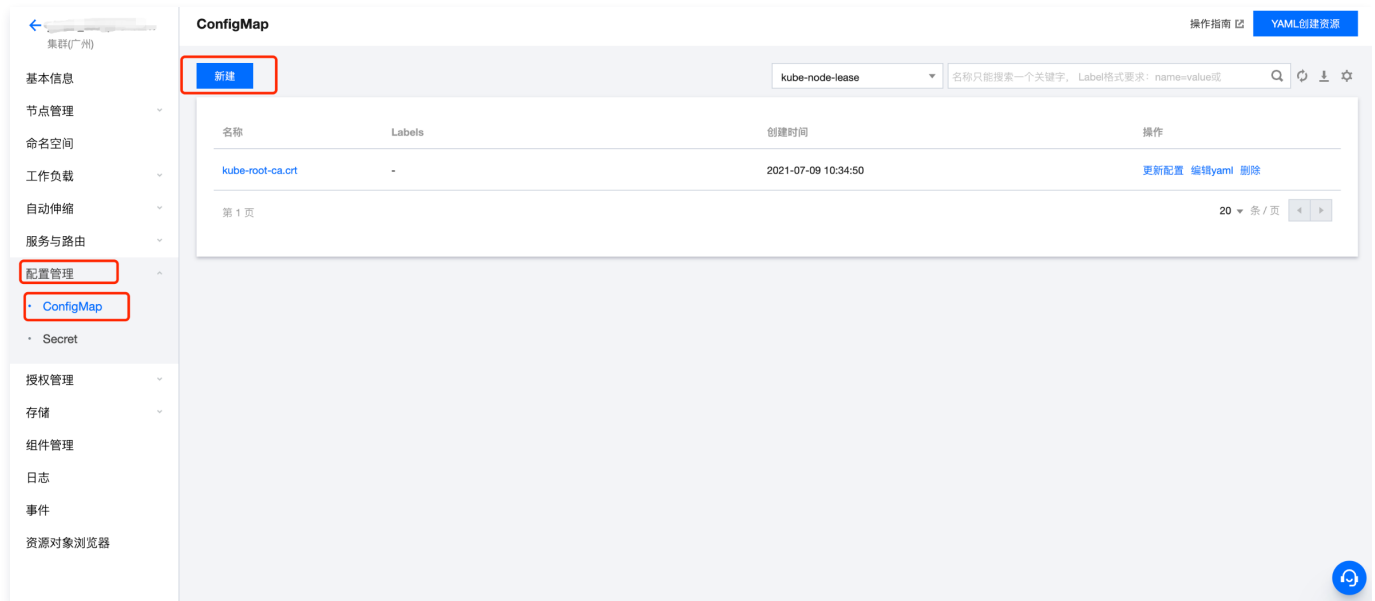 ConfigMap
操作指南
YAML创建资源
集群(广州)
基本信息
节点管理
命名空间
工作负载
自动伸缩
服务与路由
配置管理
ConfigMap
Secret
授权管理
存储
组件管理
日志
事件
资源对象浏览器
新建
kube-node-lease
名称只能搜索一个关键字， Label格式要求：name=value或
名称 Labels 创建时间 操作
kube-root-ca.crt - 2021-07-09 10:34:50 更新配置 编辑yaml 删除
第 1 页
20 条 / 页